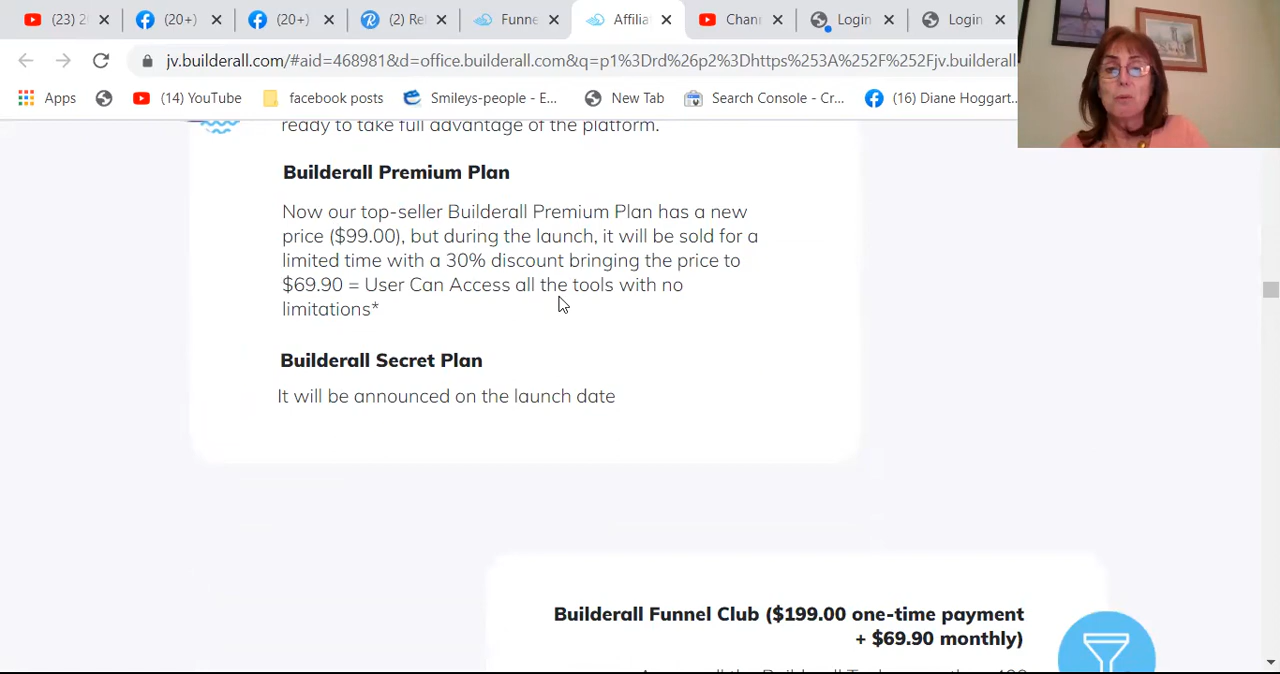 (23) 2
(20+)
(20+)
(2) Re
Funne
Affilia
Chan
Login
Login
jv.builderall.com/#aid=468981&d=office.builderall.com&q=p1%3Drd%26p2%3Dhttps%253A%252F%252Fjv.builderall
Apps
(14) YouTube
facebook posts
Smileys-people - E...
New Tab
Search Console - Cr...
(16) Diane Hoggart...
ready to take full advantage of the platform.
Builderall Premium Plan
Now our top-seller Builderall Premium Plan has a new
price ($99.00), but during the launch, it will be sold for a
limited time with a 30% discount bringing the price to
$69.90 = User Can Access all the tools with no
limitations*
Builderall Secret Plan
It will be announced on the launch date
Builderall Funnel Club ($199.00 one-time payment
+ $69.90 monthly)